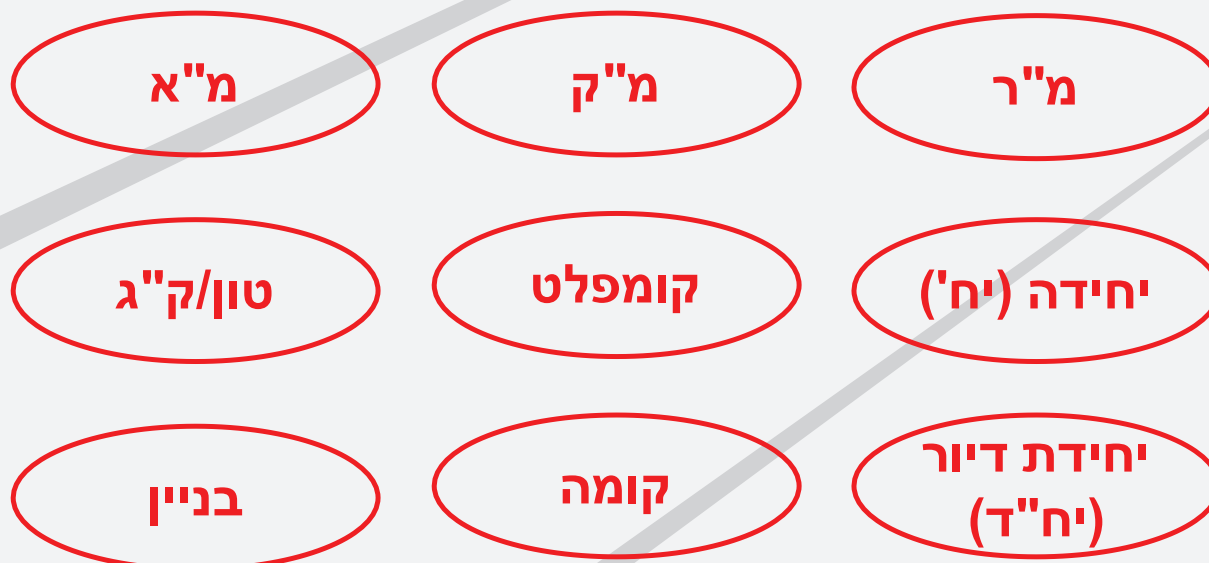 מ"ר
מ"ק
מ"א
יחידה (יח')
קומפלט
טון/ק"ג
יחידת דיור
(יח"ד)
קומה
בניין